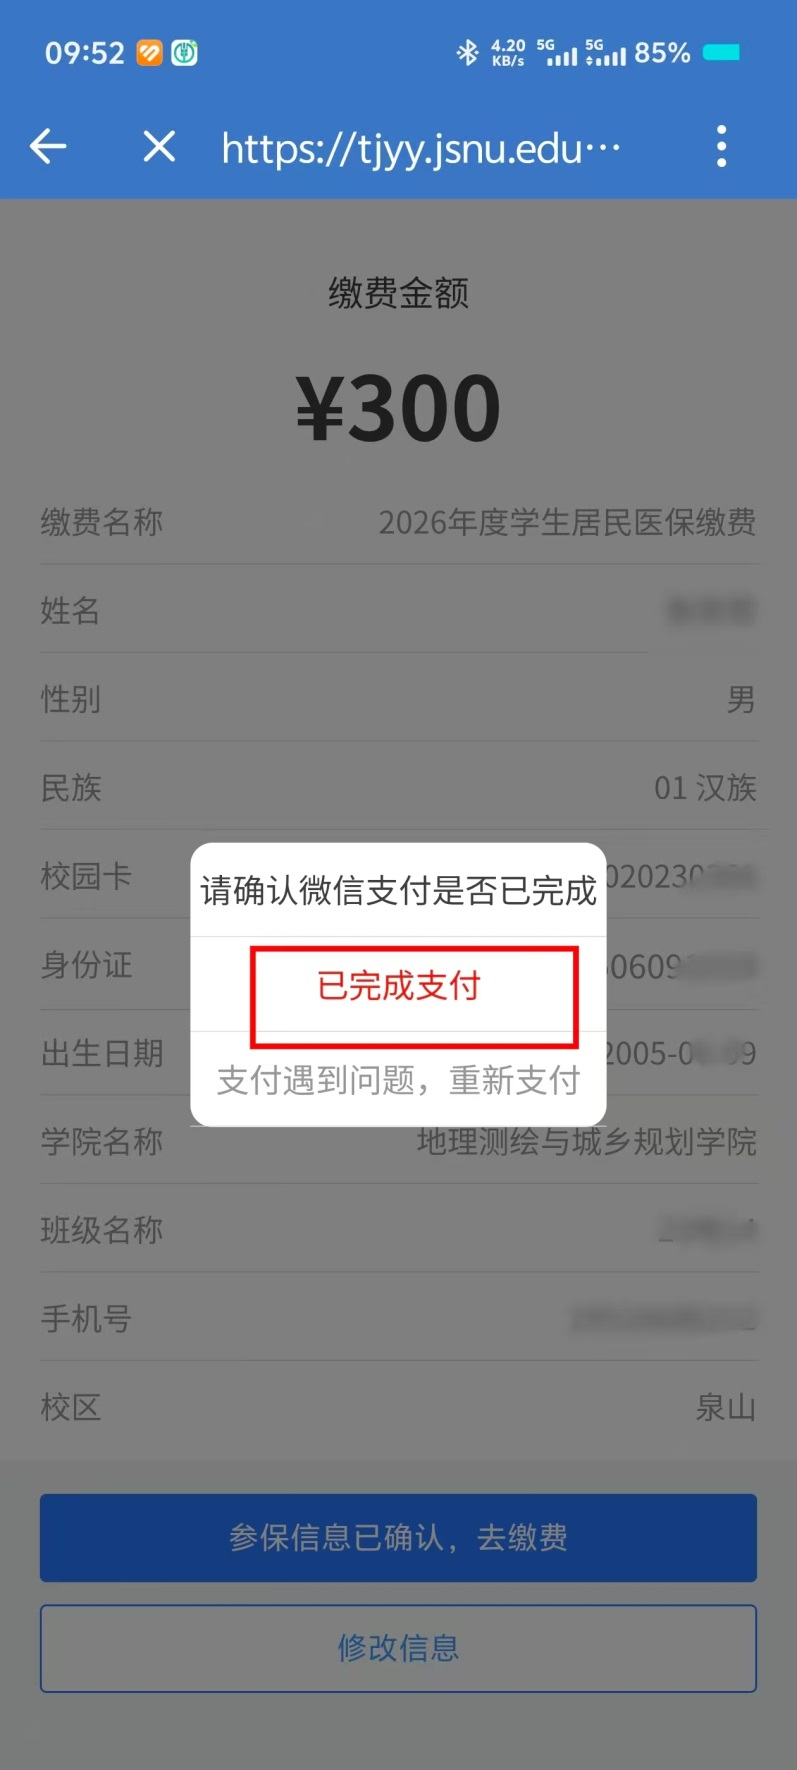 09:52
4.20 KB/s 5G 5G 85%
https://tjyy.jsnu.edu…
缴费金额
¥300
缴费名称 2026年度学生居民医保缴费
姓名
性别 男
民族 01 汉族
校园卡 020230
请确认微信支付是否已完成
身份证 0609
已完成支付
出生日期 2005-0 9
支付遇到问题，重新支付
学院名称 地理测绘与城乡规划学院
班级名称
手机号
校区 泉山
参保信息已确认，去缴费
修改信息